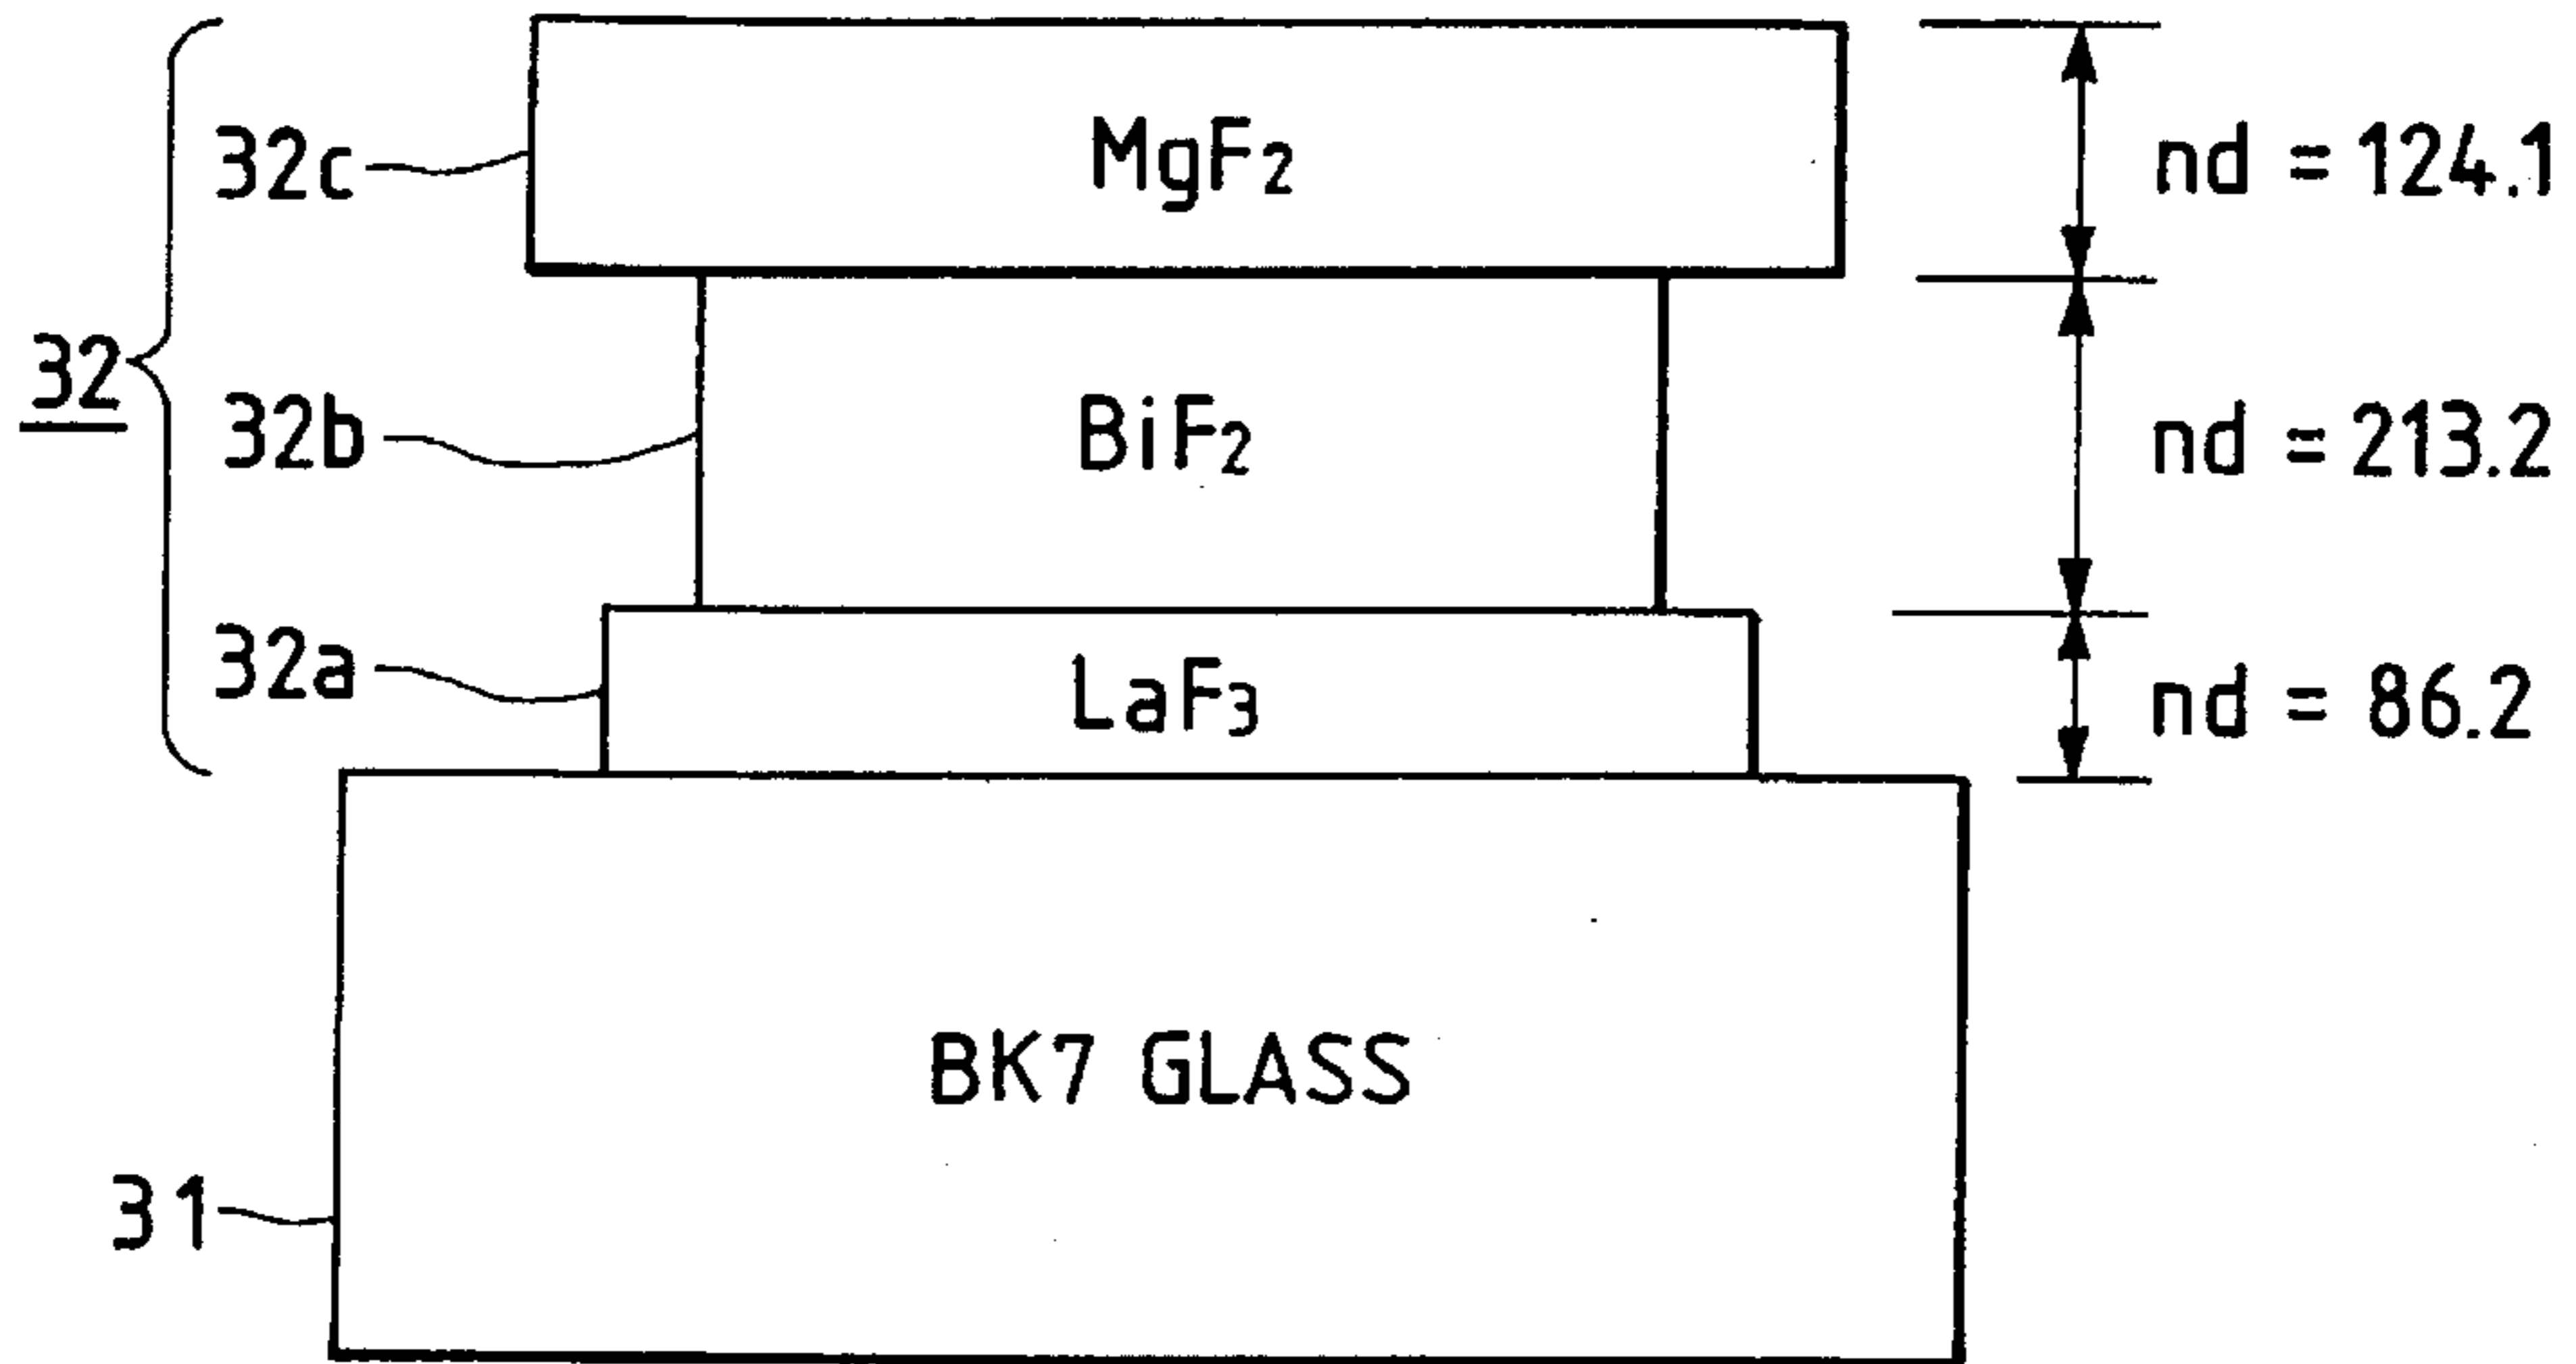 32c
MgF2
nd = 124.1
32
32b
BiF2
nd = 213.2
32a
LaF3
nd = 86.2
BK7 GLASS
31